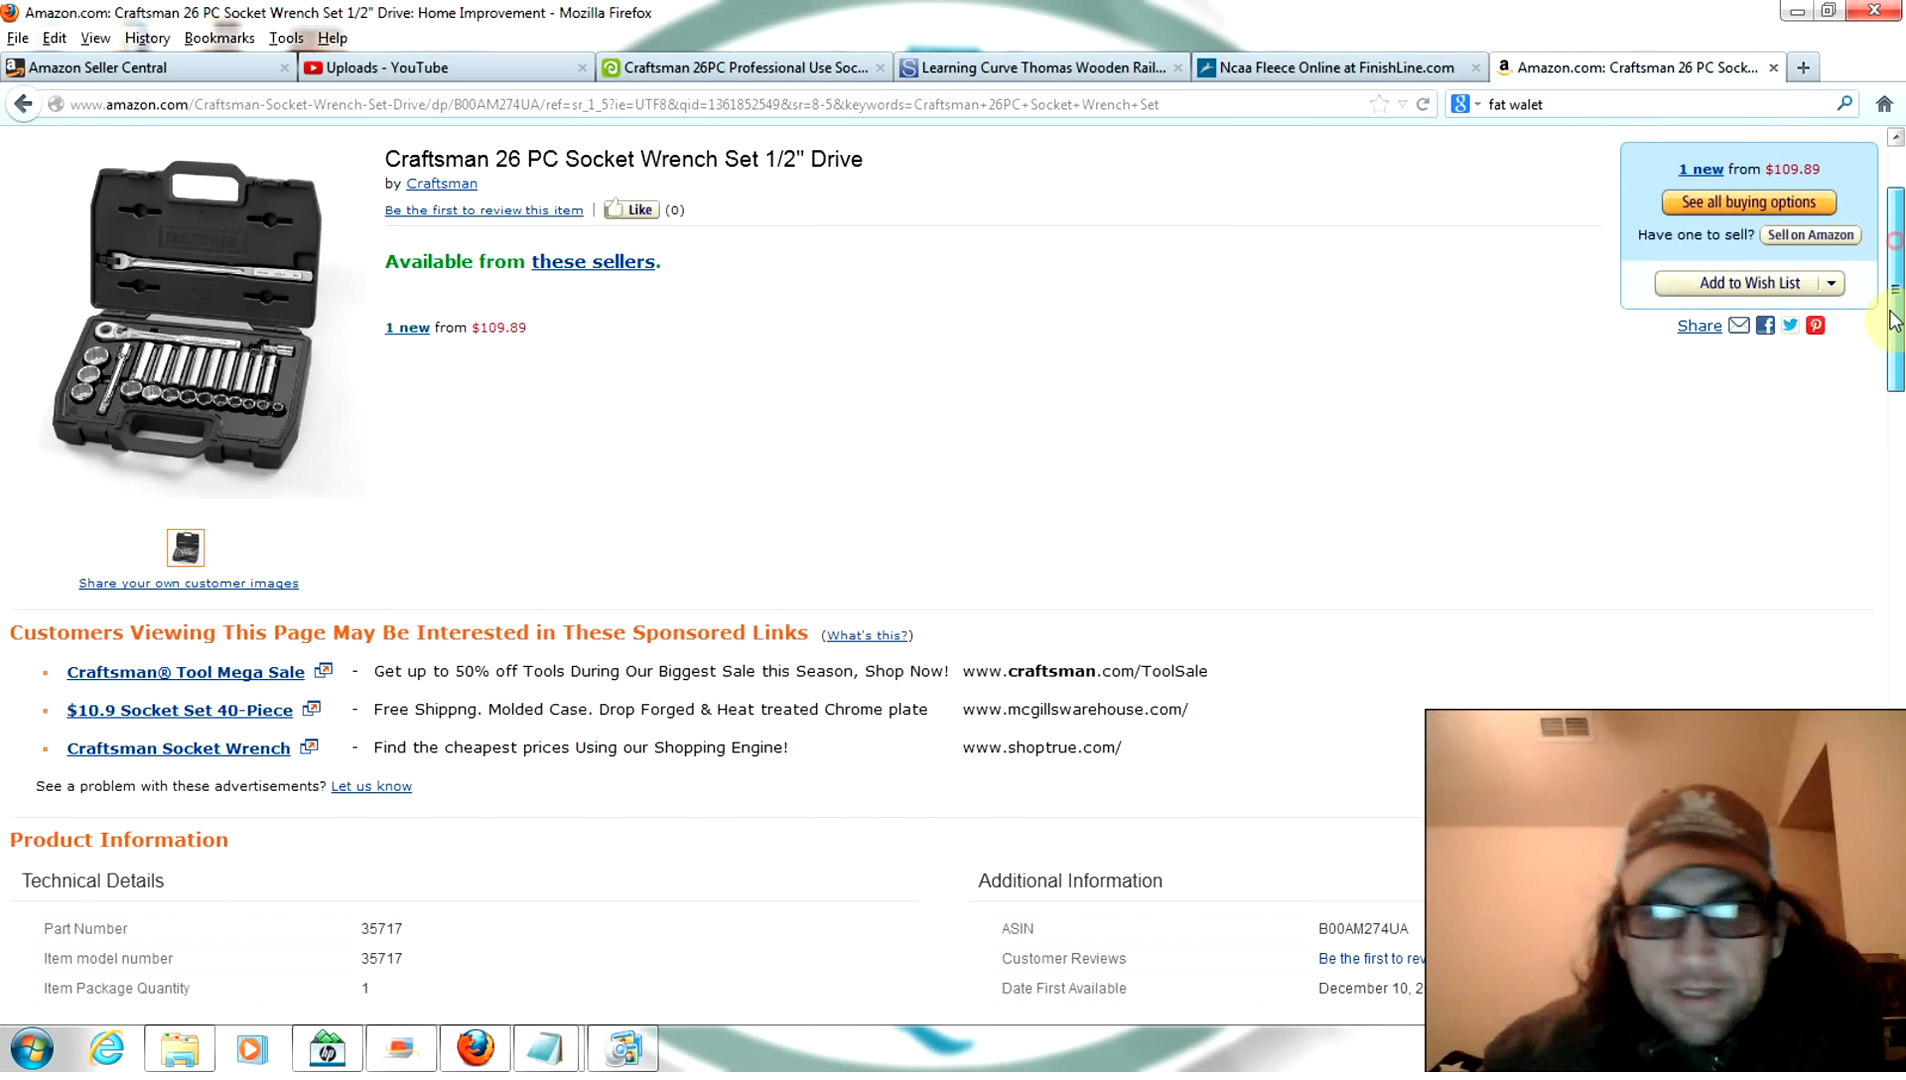 Amazon.com: Craftsman 26 PC Socket Wrench Set 1/2" Drive: Home Improvement - Mozilla Firefox
File Edit View History Bookmarks Tools Help
Amazon Seller Central
Uploads - YouTube
Craftsman 26PC Professional Use Soc...
Learning Curve Thomas Wooden Rail...
Ncaa Fleece Online at FinishLine.com
Amazon.com: Craftsman 26 PC Sock...
www.amazon.com/Craftsman-Socket-Wrench-Set-Drive/dp/B00AM274UA/ref=sr_1_5?ie=UTF8&qid=1361852549&sr=8-5&keywords=Craftsman+26PC+Socket+Wrench+Set
fat walet
Craftsman 26 PC Socket Wrench Set 1/2" Drive
by Craftsman
Be the first to review this item | Like (0)
Available from these sellers.
1 new from $109.89
1 new from $109.89
See all buying options
Have one to sell? Sell on Amazon
Add to Wish List
Share
CRAFTSMAN
Share your own customer images
Customers Viewing This Page May Be Interested in These Sponsored Links (What's this?)
Craftsman® Tool Mega Sale - Get up to 50% off Tools During Our Biggest Sale this Season, Shop Now! www.craftsman.com/ToolSale
$10.9 Socket Set 40-Piece - Free Shippng. Molded Case. Drop Forged & Heat treated Chrome plate www.mcgillswarehouse.com/
Craftsman Socket Wrench - Find the cheapest prices Using our Shopping Engine! www.shoptrue.com/
See a problem with these advertisements? Let us know
Product Information
Technical Details
Part Number 35717
Item model number 35717
Item Package Quantity 1
Additional Information
ASIN B00AM274UA
Customer Reviews Be the first to rev
Date First Available December 10, 2
hp